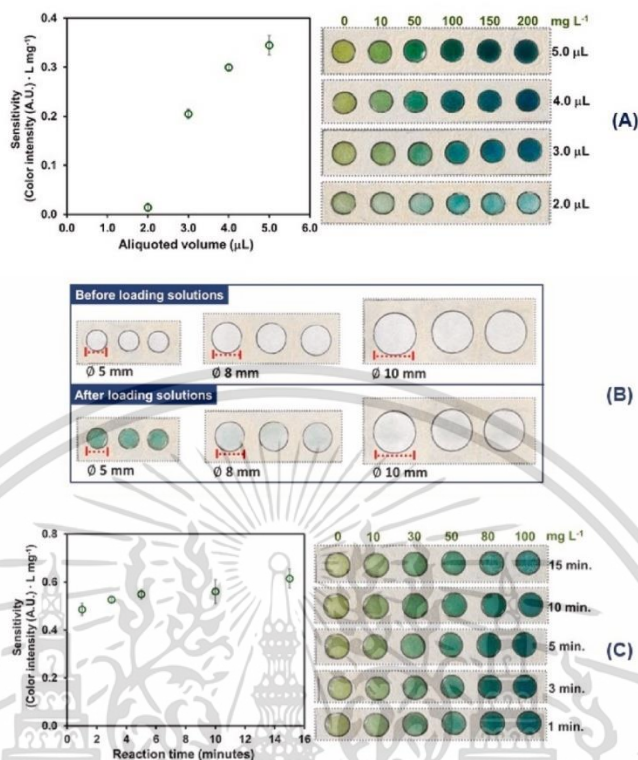 0.4
0.3
0.2
0.1
0.0
0.0 1.0 2.0 3.0 4.0 5.0 6.0
Sensitivity
(Color intensity (A.U.) · L mg⁻¹)
Aliquoted volume (µL)
0 10 50 100 150 200 mg L⁻¹
5.0 µL
4.0 µL
3.0 µL
2.0 µL
(A)
Before loading solutions
Ø 5 mm Ø 8 mm Ø 10 mm
After loading solutions
Ø 5 mm Ø 8 mm Ø 10 mm
(B)
0.8
0.6
0.4
0.2
0.0
0 2 4 6 8 10 12 14 16
Sensitivity
(Color intensity (A.U.) · L mg⁻¹)
Reaction time (minutes)
0 10 30 50 80 100 mg L⁻¹
15 min.
10 min.
5 min.
3 min.
1 min.
(C)